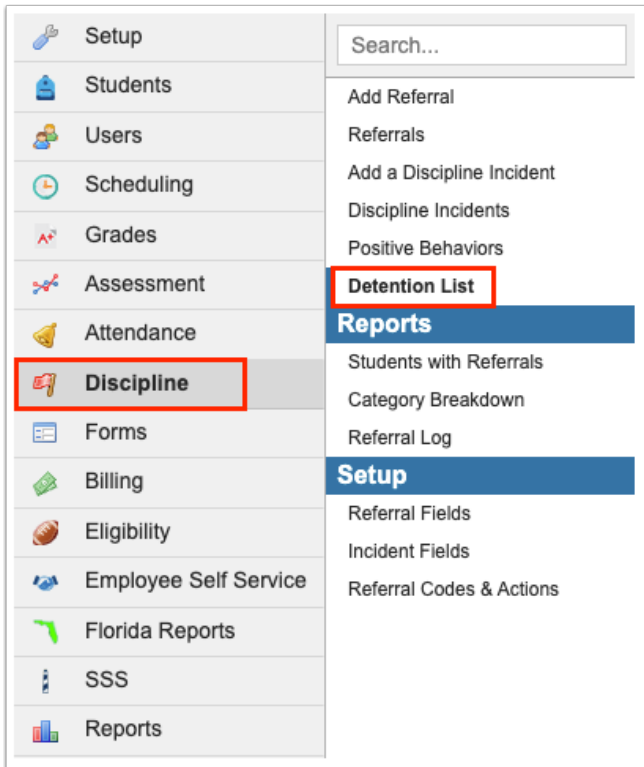 Setup
Students
Users
Scheduling
Grades
Assessment
Attendance
Discipline
Forms
Billing
Eligibility
Employee Self Service
Florida Reports
SSS
Reports
Search...
Add Referral
Referrals
Add a Discipline Incident
Discipline Incidents
Positive Behaviors
Detention List
Reports
Students with Referrals
Category Breakdown
Referral Log
Setup
Referral Fields
Incident Fields
Referral Codes & Actions